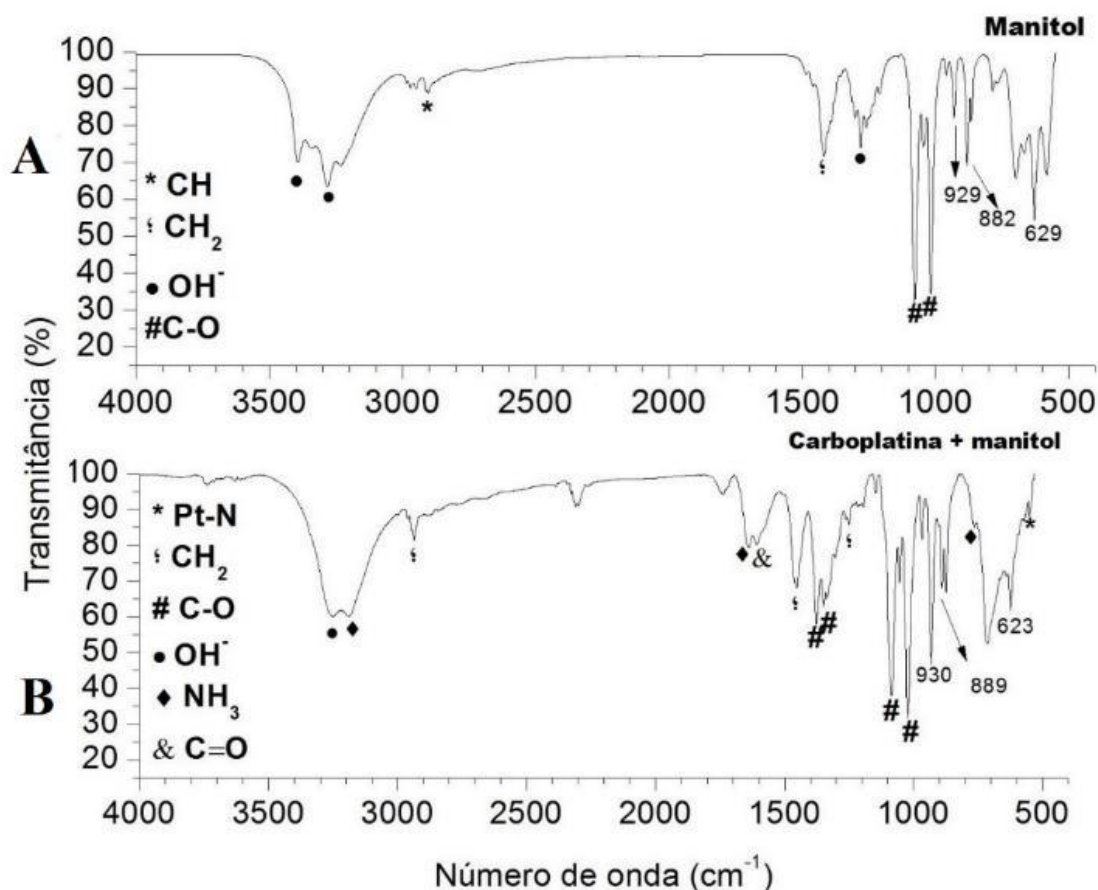 Manitol
A
100
90
80
70
60
50
40
30
20
* CH
CH₂
● OH⁻
#C-O
*
●
●
●
#
#
929
882
629
4000 3500 3000 2500 2000 1500 1000 500
Transmitância (%)
Carboplatina + manitol
B
100
90
80
70
60
50
40
30
20
* Pt-N
CH₂
# C-O
● OH⁻
♦ NH₃
& C=O
●
♦
♦
&
#
#
#
#
930
889
♦
623
*
4000 3500 3000 2500 2000 1500 1000 500
Número de onda (cm⁻¹)